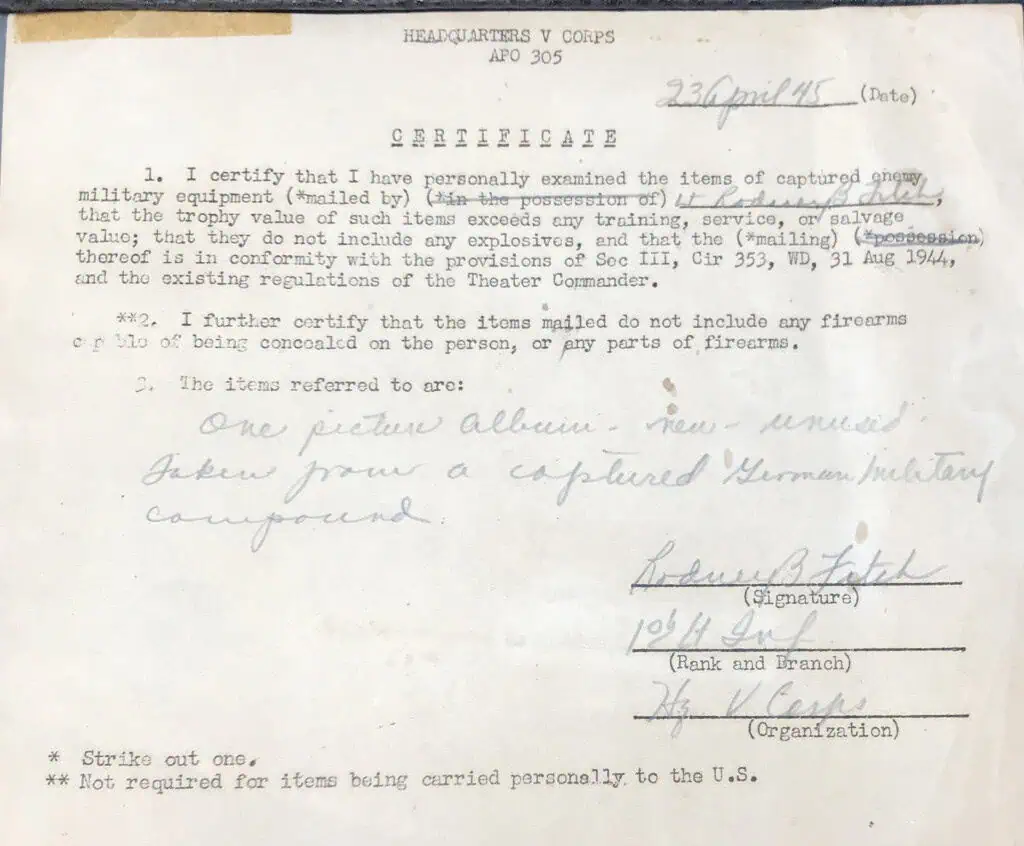 HEADQUARTERS V CORPS
APO 305
23 April 45 (Date)
CERTIFICATE
1. I certify that I have personally examined the items of captured enemy
military equipment (*mailed by) (*in the possession of) Lt Rodney B Fitch,
that the trophy value of such items exceeds any training, service, or salvage
value; that they do not include any explosives, and that the (*mailing) (*possession)
thereof is in conformity with the provisions of Sec III, Cir 353, WD, 31 Aug 1944,
and the existing regulations of the Theater Commander.
**2. I further certify that the items mailed do not include any firearms
capable of being concealed on the person, or any parts of firearms.
3. The items referred to are:
One picture album - new - unused.
Taken from a captured German military
compound.
Rodney B Fitch
(Signature)
Inf
(Rank and Branch)
Hq V Corps
(Organization)
* Strike out one.
** Not required for items being carried personally to the U.S.